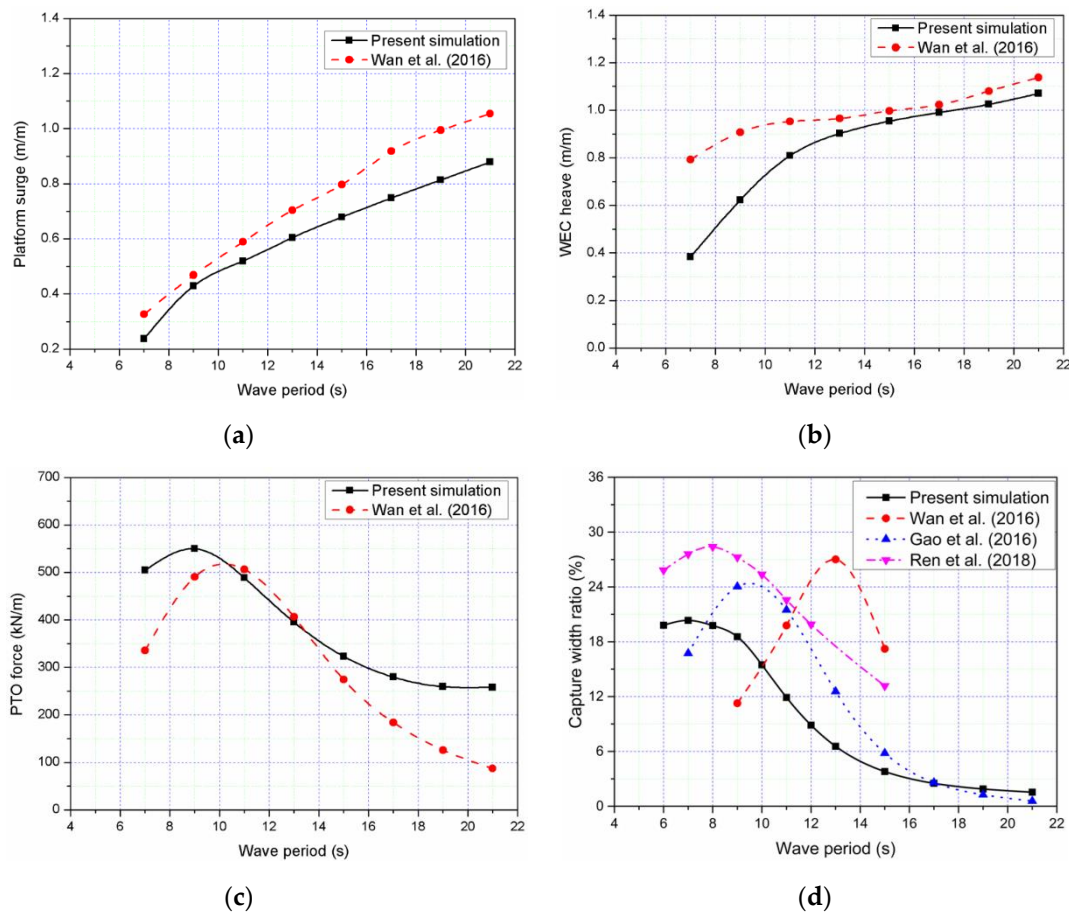 1.4
1.2
1.0
0.8
0.6
0.4
0.2
Platform surge (m/m)
Present simulation
Wan et al. (2016)
4 6 8 10 12 14 16 18 20 22
Wave period (s)
(a)
1.4
1.2
1.0
0.8
0.6
0.4
0.2
0.0
WEC heave (m/m)
Present simulation
Wan et al. (2016)
4 6 8 10 12 14 16 18 20 22
Wave period (s)
(b)
700
600
500
400
300
200
100
0
PTO force (kN/m)
Present simulation
Wan et al. (2016)
4 6 8 10 12 14 16 18 20 22
Wave period (s)
(c)
36
30
24
18
12
6
0
Capture width ratio (%)
Present simulation
Wan et al. (2016)
Gao et al. (2016)
Ren et al. (2018)
4 6 8 10 12 14 16 18 20 22
Wave period (s)
(d)